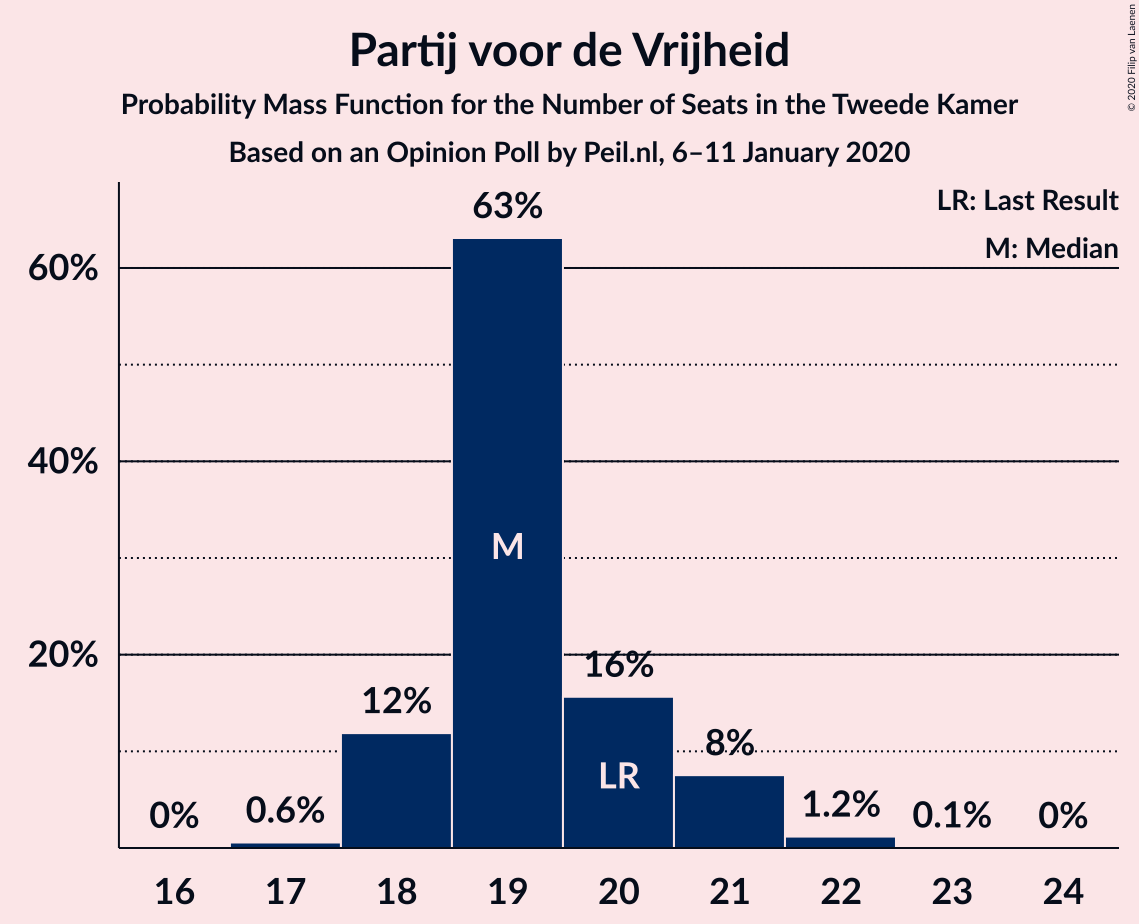 Partij voor de Vrijheid
Probability Mass Function for the Number of Seats in the Tweede Kamer
Based on an Opinion Poll by Peil.nl, 6–11 January 2020
© 2020 Filip van Laenen
LR: Last Result
M: Median
60%
40%
20%
0%
0.6%
12%
63%
16%
8%
1.2%
0.1%
0%
M
LR
16
17
18
19
20
21
22
23
24